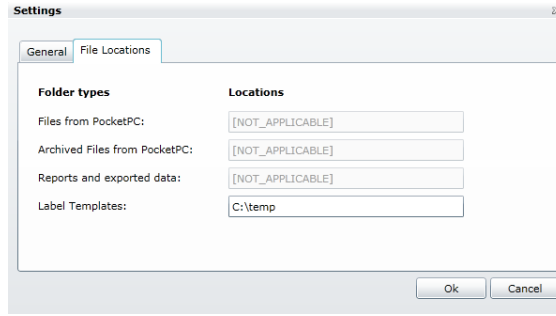 Settings
General File Locations
Folder types Locations
Files from PocketPC: [NOT_APPLICABLE]
Archived Files from PocketPC: [NOT_APPLICABLE]
Reports and exported data: [NOT_APPLICABLE]
Label Templates: C:\temp
Ok Cancel